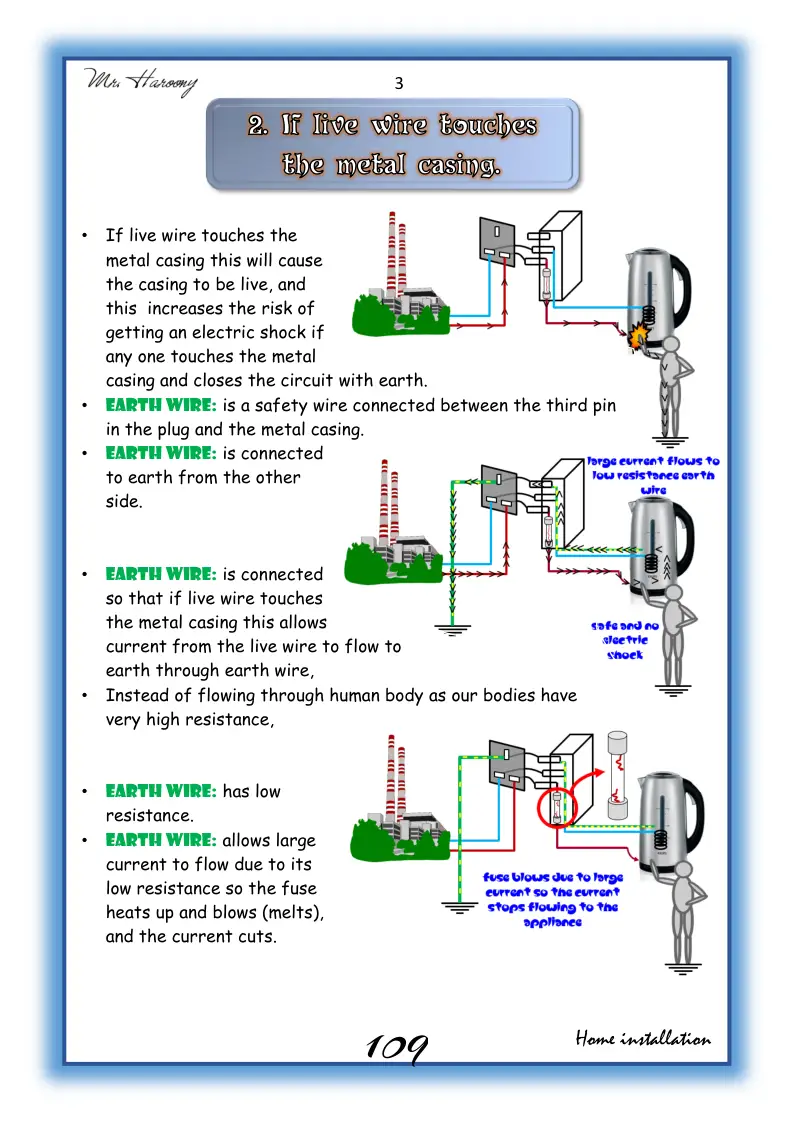 Mr. Haroony
3
2. If live wire touches
the metal casing.
• If live wire touches the
metal casing this will cause
the casing to be live, and
this increases the risk of
getting an electric shock if
any one touches the metal
casing and closes the circuit with earth.
• EARTH WIRE: is a safety wire connected between the third pin
in the plug and the metal casing.
• EARTH WIRE: is connected
to earth from the other
side.
large current flows to
low resistance earth
wire
• EARTH WIRE: is connected
so that if live wire touches
the metal casing this allows
current from the live wire to flow to
earth through earth wire,
safe and no
electric
shock
• Instead of flowing through human body as our bodies have
very high resistance,
• EARTH WIRE: has low
resistance.
• EARTH WIRE: allows large
current to flow due to its
low resistance so the fuse
heats up and blows (melts),
and the current cuts.
fuse blows due to large
current so the current
stops flowing to the
appliance
109
Home installation